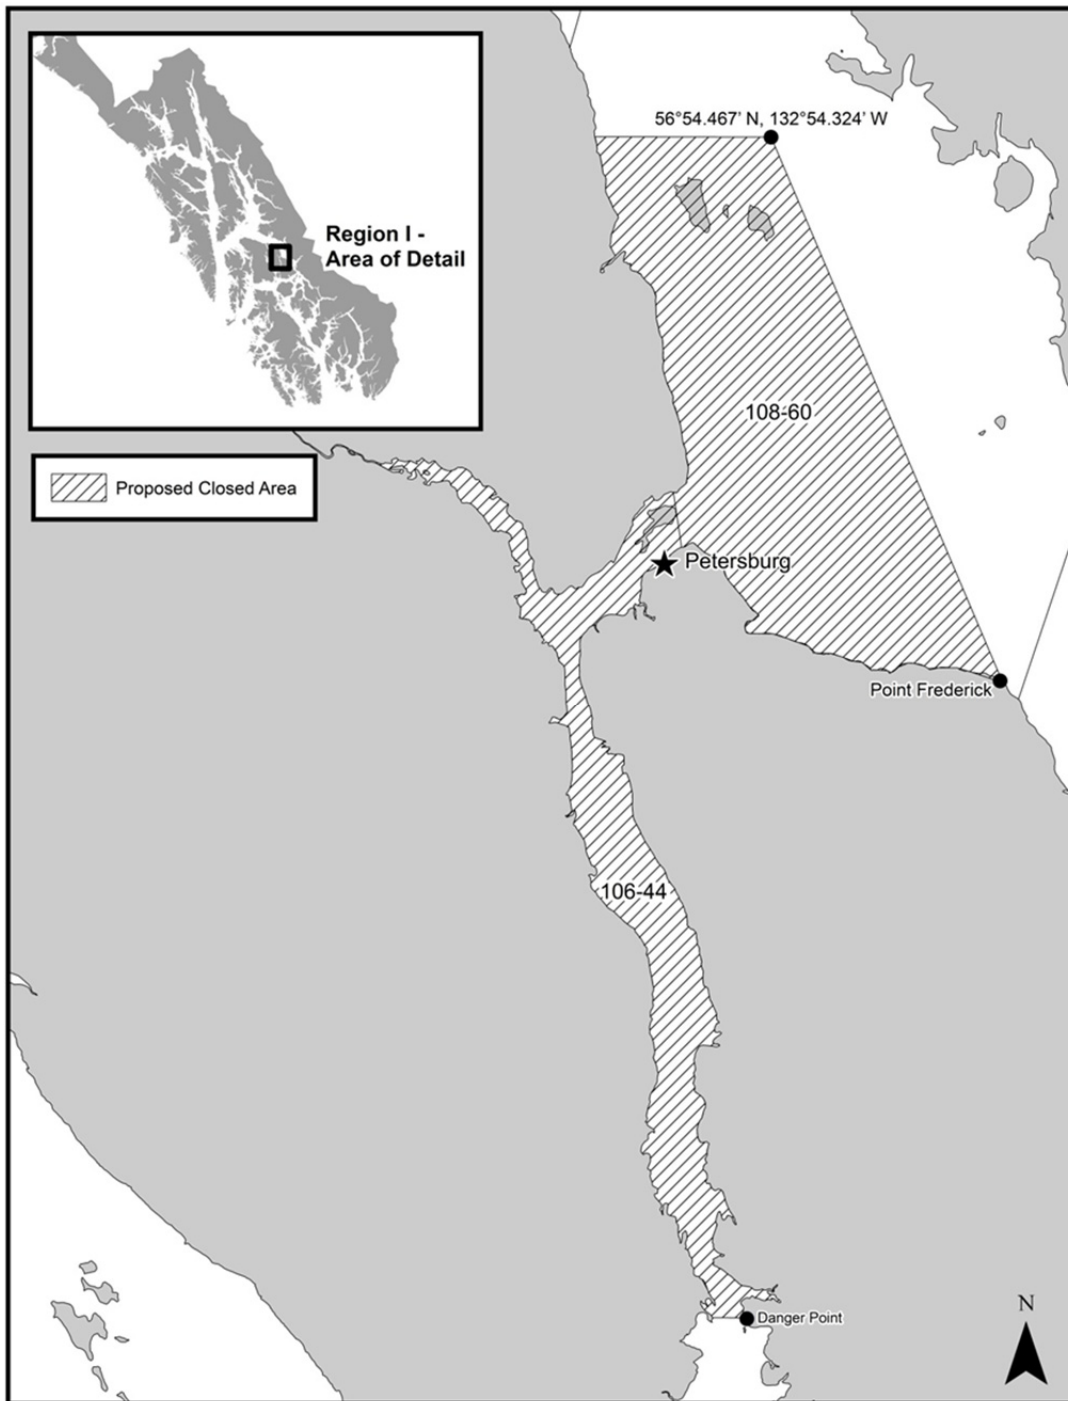 56°54.467' N, 132°54.324' W
Region I -
Area of Detail
108-60
Proposed Closed Area
Petersburg
Point Frederick
106-44
Danger Point
N